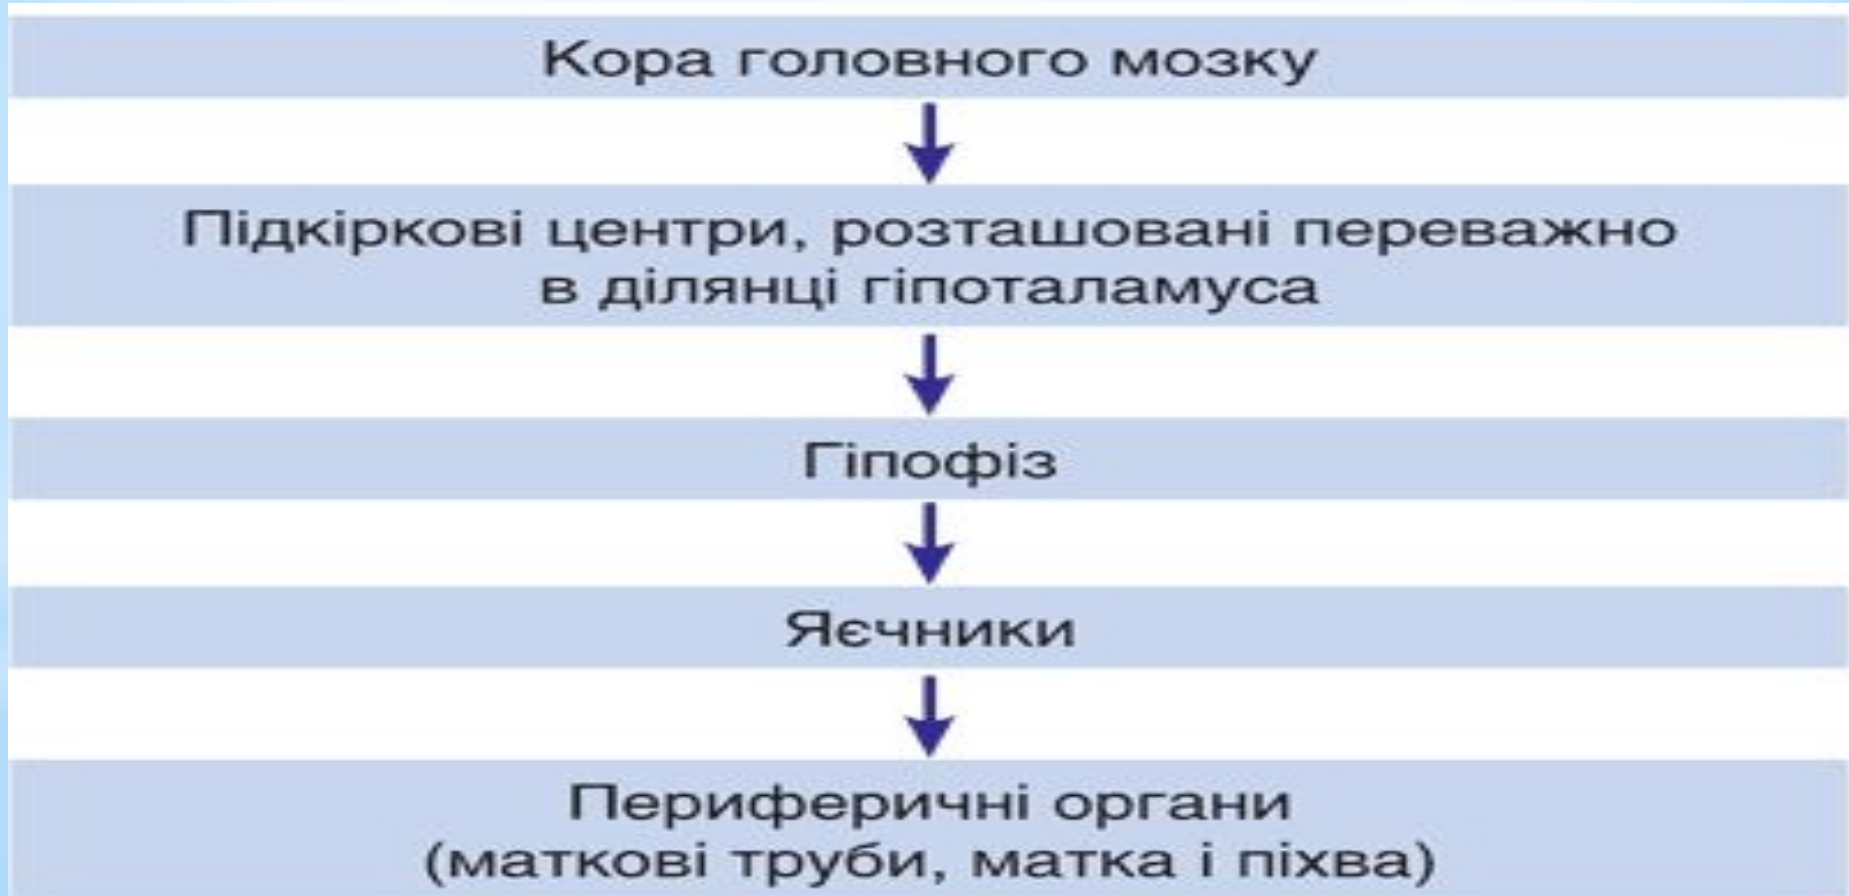 Кора головного мозку
Підкіркові центри, розташовані переважно
в ділянці гіпоталамуса
Гіпофіз
Яєчники
Периферичні органи
(маткові труби, матка і піхва)